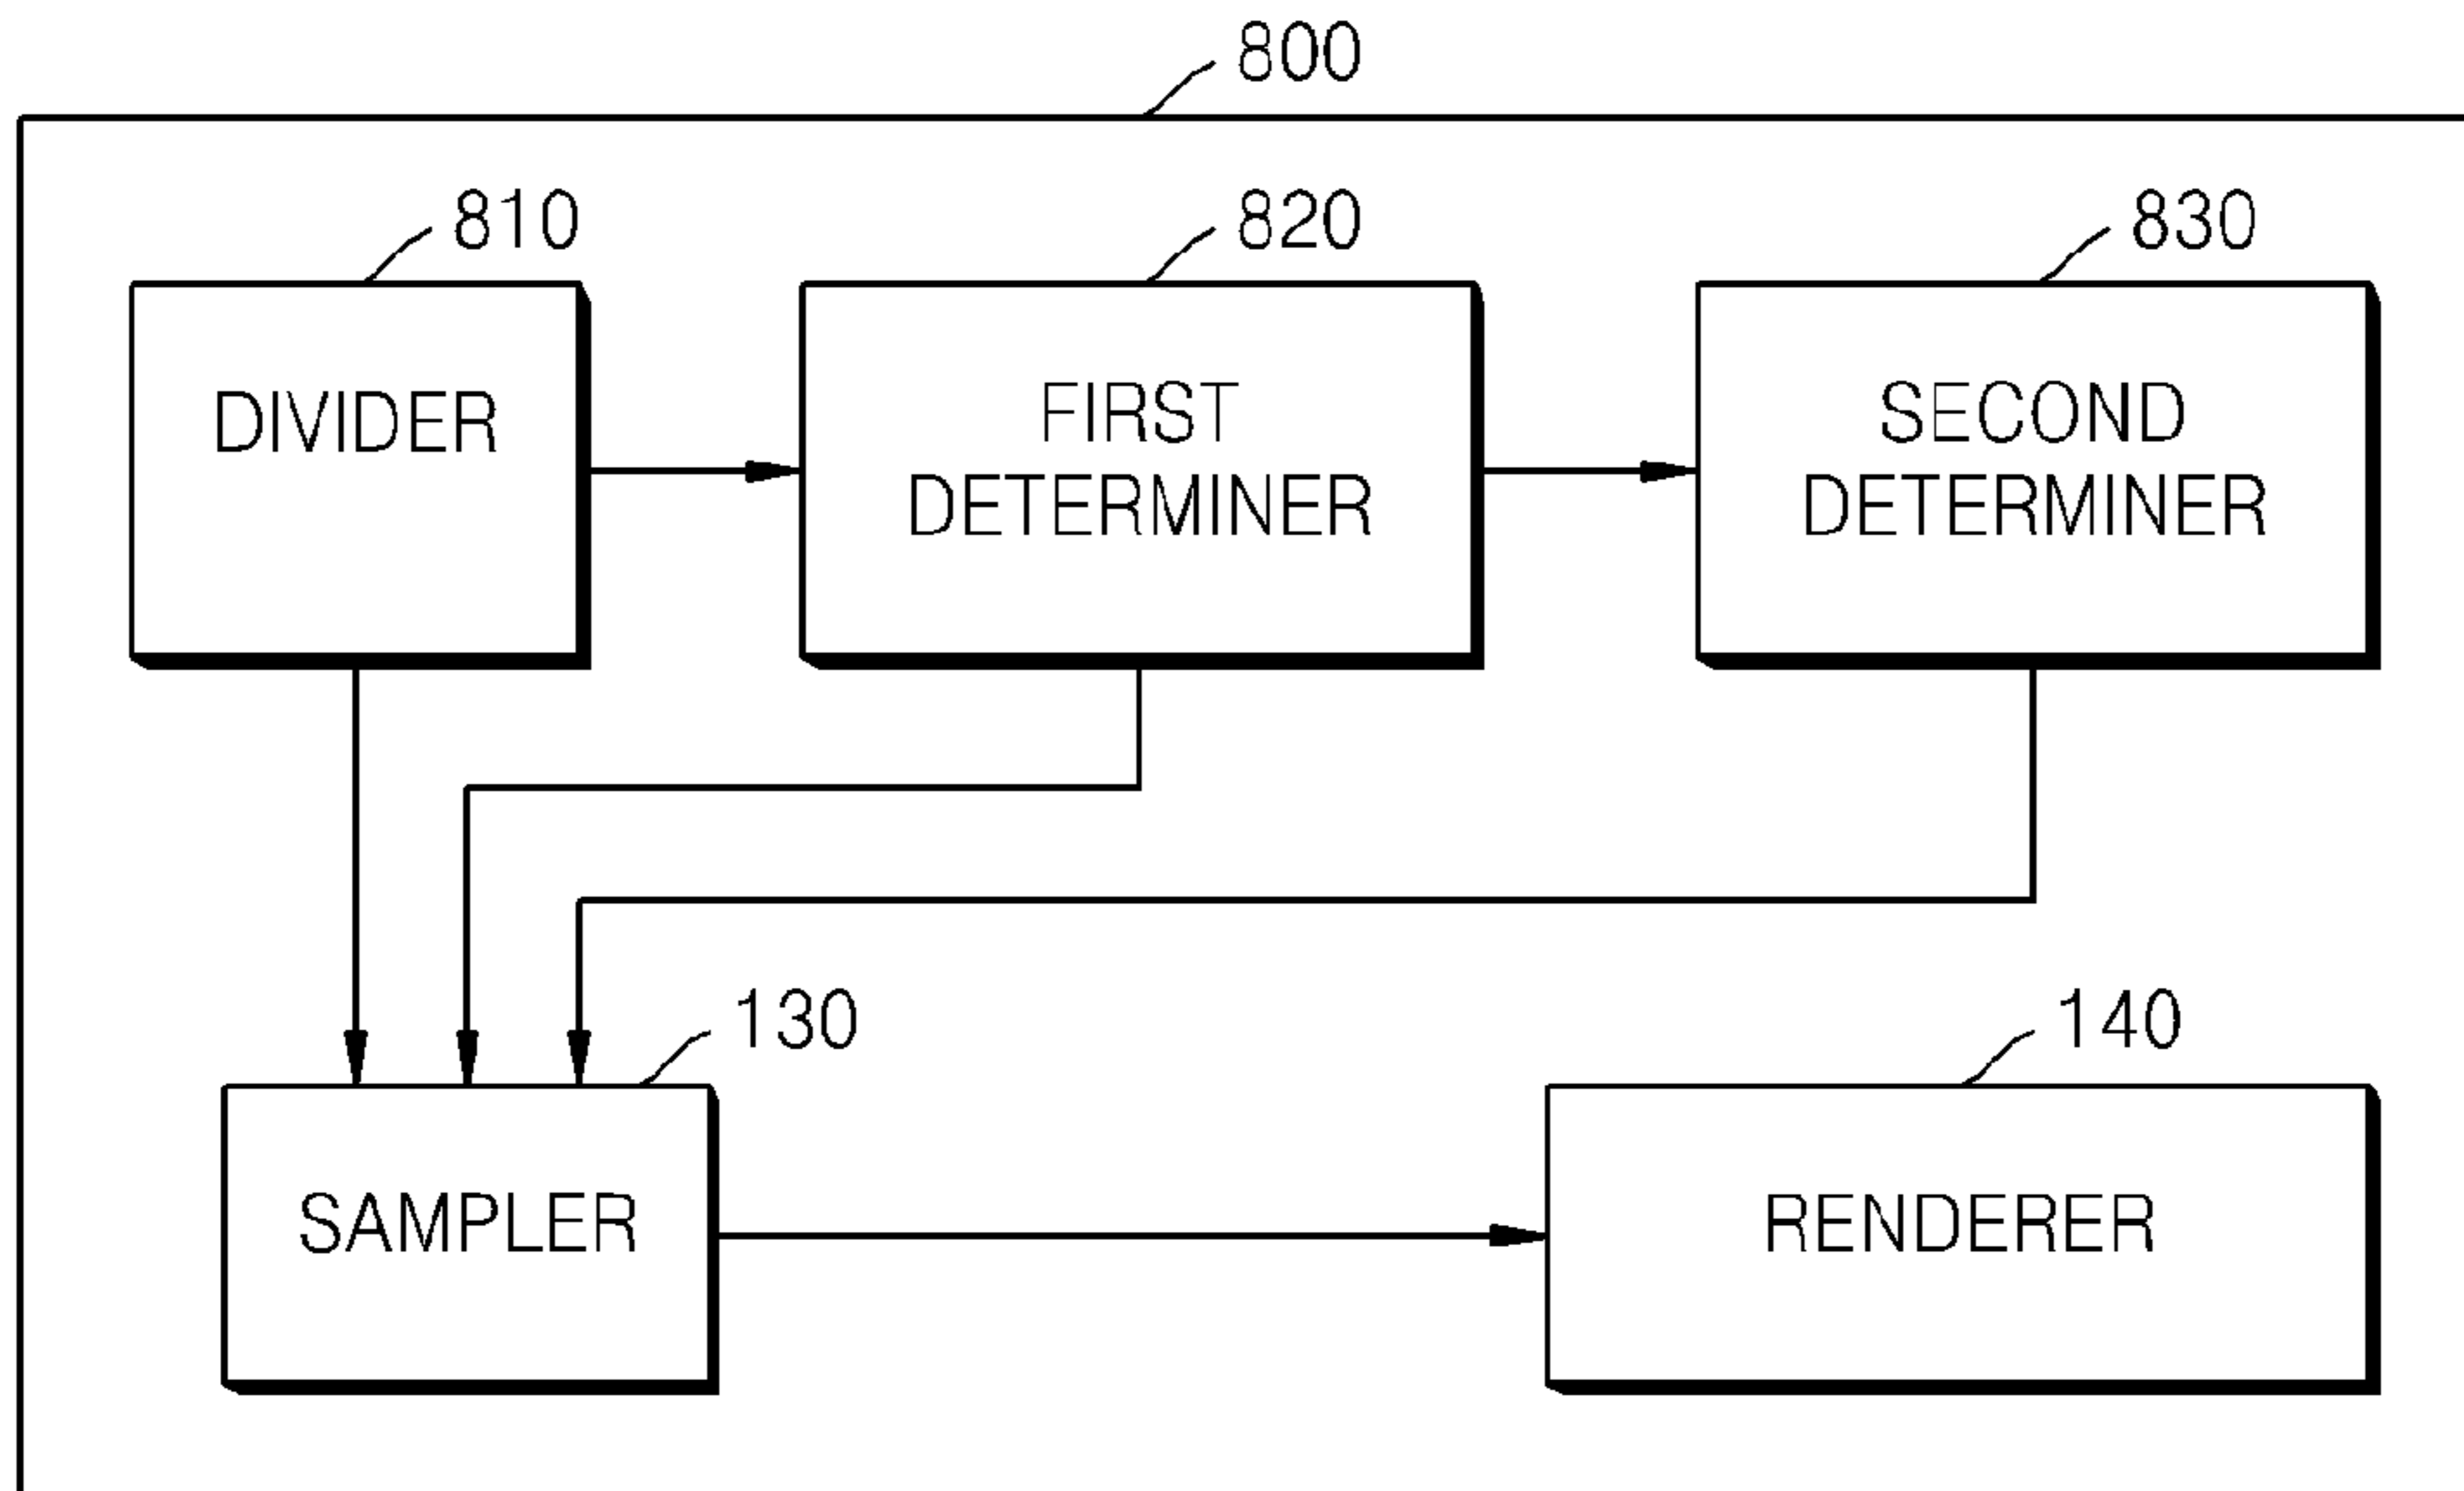 800
810
820
830
DIVIDER
FIRST
DETERMINER
SECOND
DETERMINER
130
140
SAMPLER
RENDERER